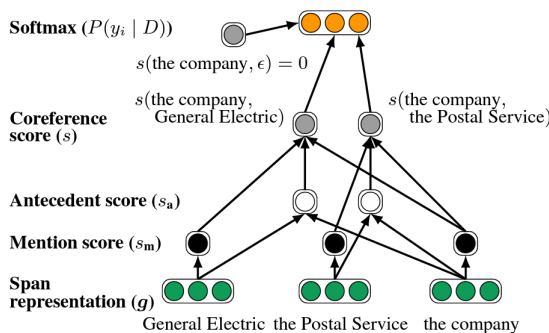 Softmax (P(y_i | D))
s(the company, ϵ) = 0
s(the company,
General Electric)
s(the company,
the Postal Service)
Coreference
score (s)
Antecedent score (s_a)
Mention score (s_m)
Span
representation (g)
General Electric the Postal Service the company